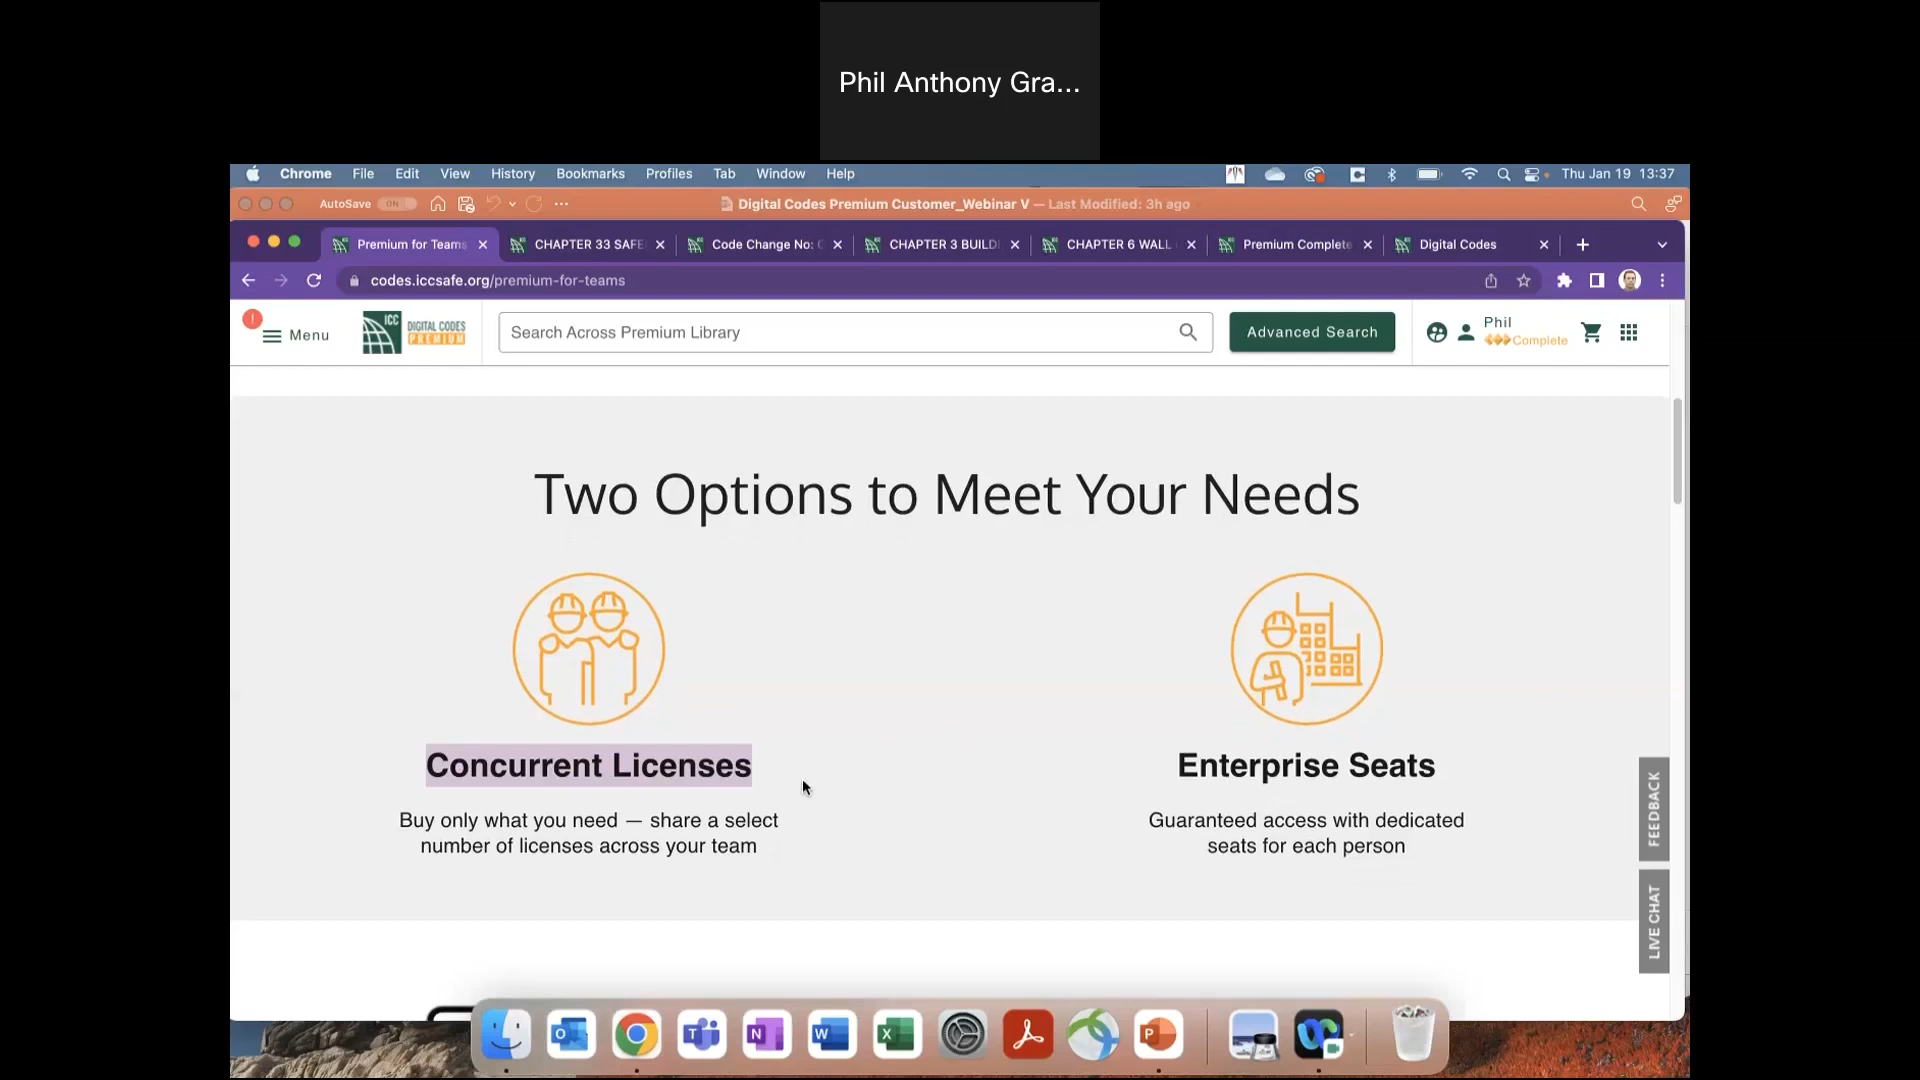 Phil Anthony Gra...
Chrome File Edit View History Bookmarks Profiles Tab Window Help Thu Jan 19 13:37
AutoSave ON Digital Codes Premium Customer_Webinar V — Last Modified: 3h ago
Premium for Teams CHAPTER 33 SAFE Code Change No: CHAPTER 3 BUILD CHAPTER 6 WALL Premium Complete Digital Codes
codes.iccsafe.org/premium-for-teams
Menu
ICC DIGITAL CODES
PREMIUM
Search Across Premium Library
Advanced Search
Phil
Complete
Two Options to Meet Your Needs
Concurrent Licenses
Buy only what you need — share a select
number of licenses across your team
Enterprise Seats
Guaranteed access with dedicated
seats for each person
FEEDBACK
LIVE CHAT